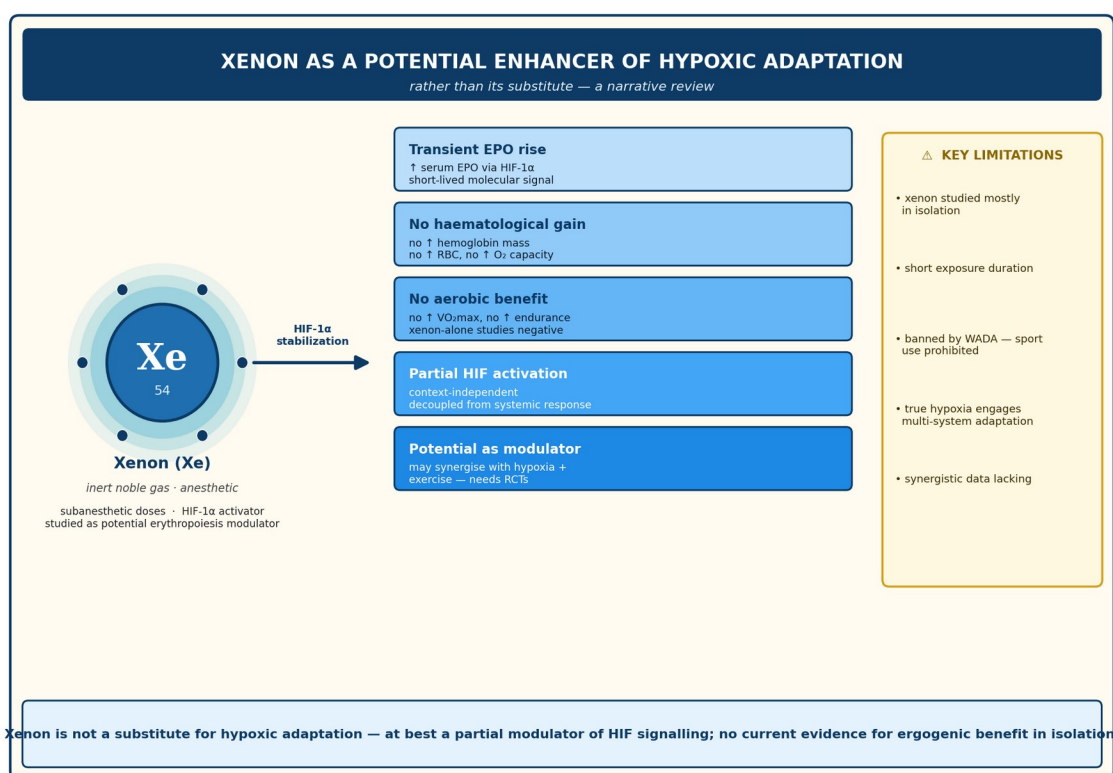 XENON AS A POTENTIAL ENHANCER OF HYPOXIC ADAPTATION
rather than its substitute — a narrative review
Xe
54
Xenon (Xe)
inert noble gas · anesthetic
subanesthetic doses · HIF-1α activator
studied as potential erythropoiesis modulator
HIF-1α
stabilization
Transient EPO rise
↑ serum EPO via HIF-1α
short-lived molecular signal
No haematological gain
no ↑ hemoglobin mass
no ↑ RBC, no ↑ O₂ capacity
No aerobic benefit
no ↑ VO₂max, no ↑ endurance
xenon-alone studies negative
Partial HIF activation
context-independent
decoupled from systemic response
Potential as modulator
may synergise with hypoxia +
exercise — needs RCTs
⚠ KEY LIMITATIONS
• xenon studied mostly
in isolation
• short exposure duration
• banned by WADA — sport
use prohibited
• true hypoxia engages
multi-system adaptation
• synergistic data lacking
Xenon is not a substitute for hypoxic adaptation — at best a partial modulator of HIF signalling; no current evidence for ergogenic benefit in isolation